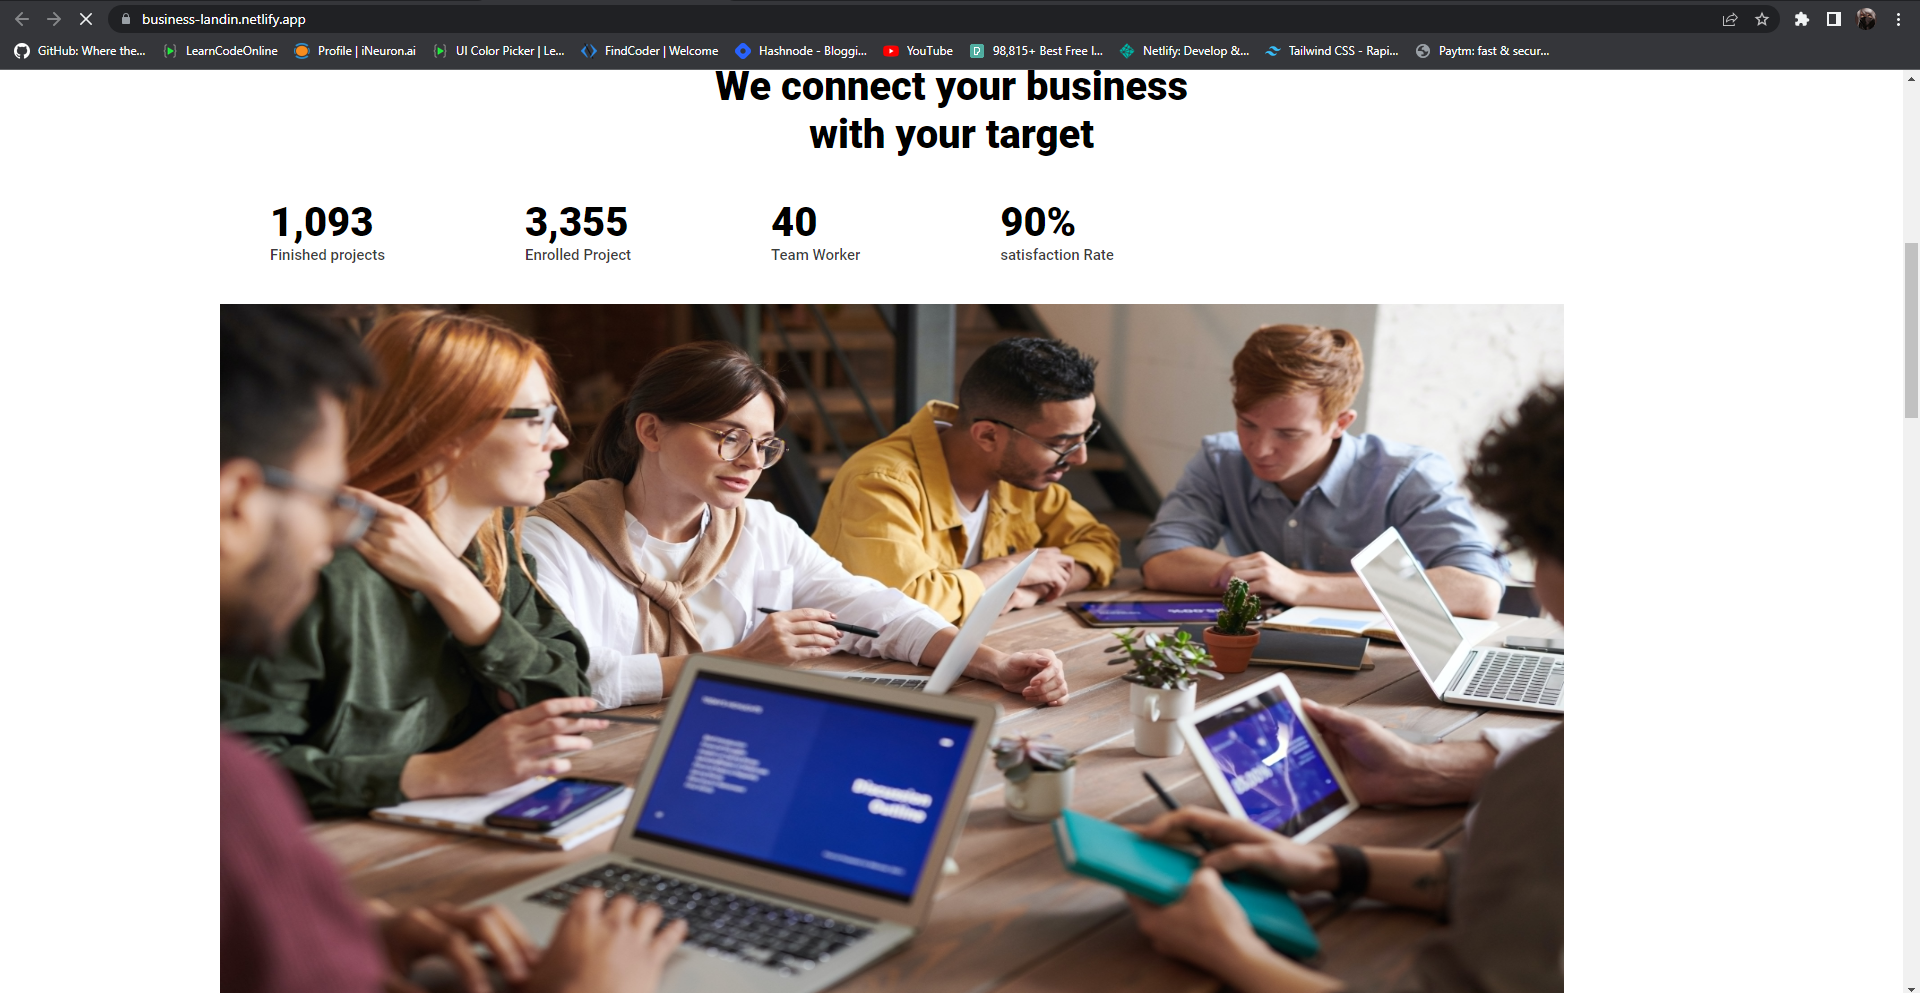 business-landin.netlify.app
GitHub: Where the...
LearnCodeOnline
Profile | iNeuron.ai
UI Color Picker | Le...
FindCoder | Welcome
Hashnode - Bloggi...
YouTube
98,815+ Best Free I...
Netlify: Develop &...
Tailwind CSS - Rapi...
Paytm: fast & secur...
We connect your business
with your target
1,093
Finished projects
3,355
Enrolled Project
40
Team Worker
90%
satisfaction Rate
Discussion
Outline